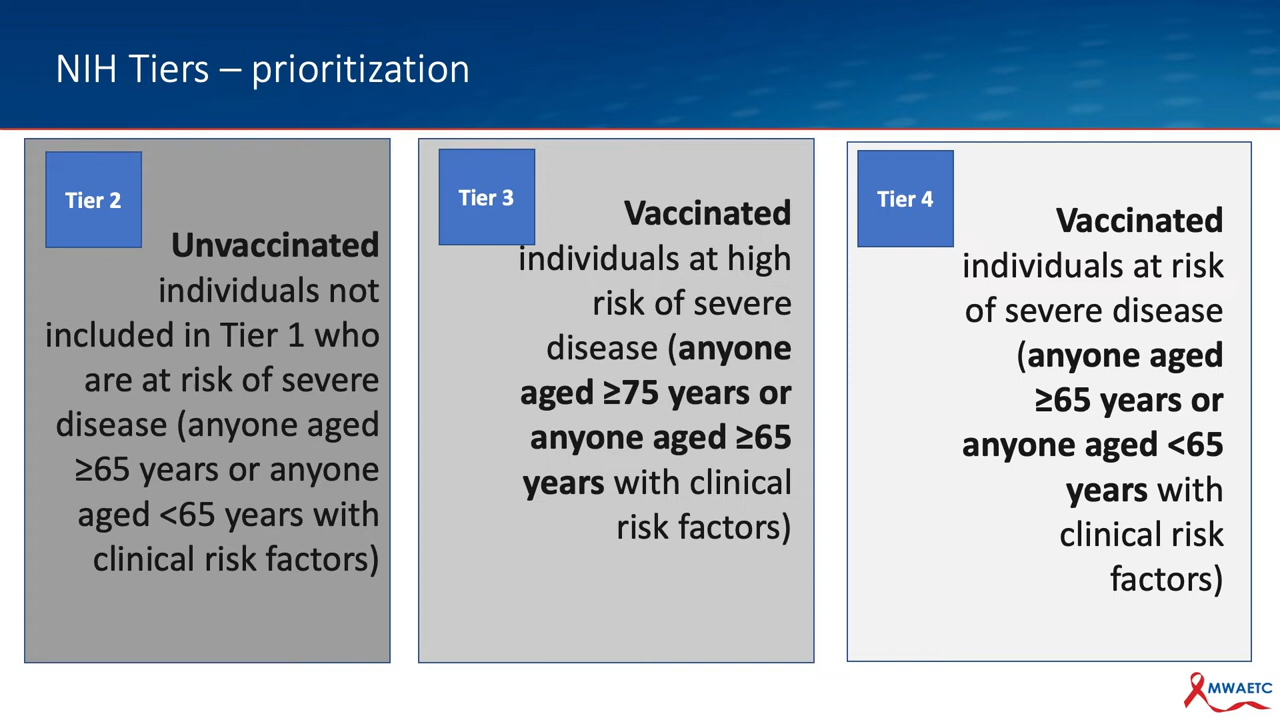 NIH Tiers – prioritization
Tier 2
Unvaccinated
individuals not
included in Tier 1 who
are at risk of severe
disease (anyone aged
≥65 years or anyone
aged <65 years with
clinical risk factors)
Tier 3
Vaccinated
individuals at high
risk of severe
disease (anyone
aged ≥75 years or
anyone aged ≥65
years with clinical
risk factors)
Tier 4
Vaccinated
individuals at risk
of severe disease
(anyone aged
≥65 years or
anyone aged <65
years with
clinical risk
factors)
MWAETC